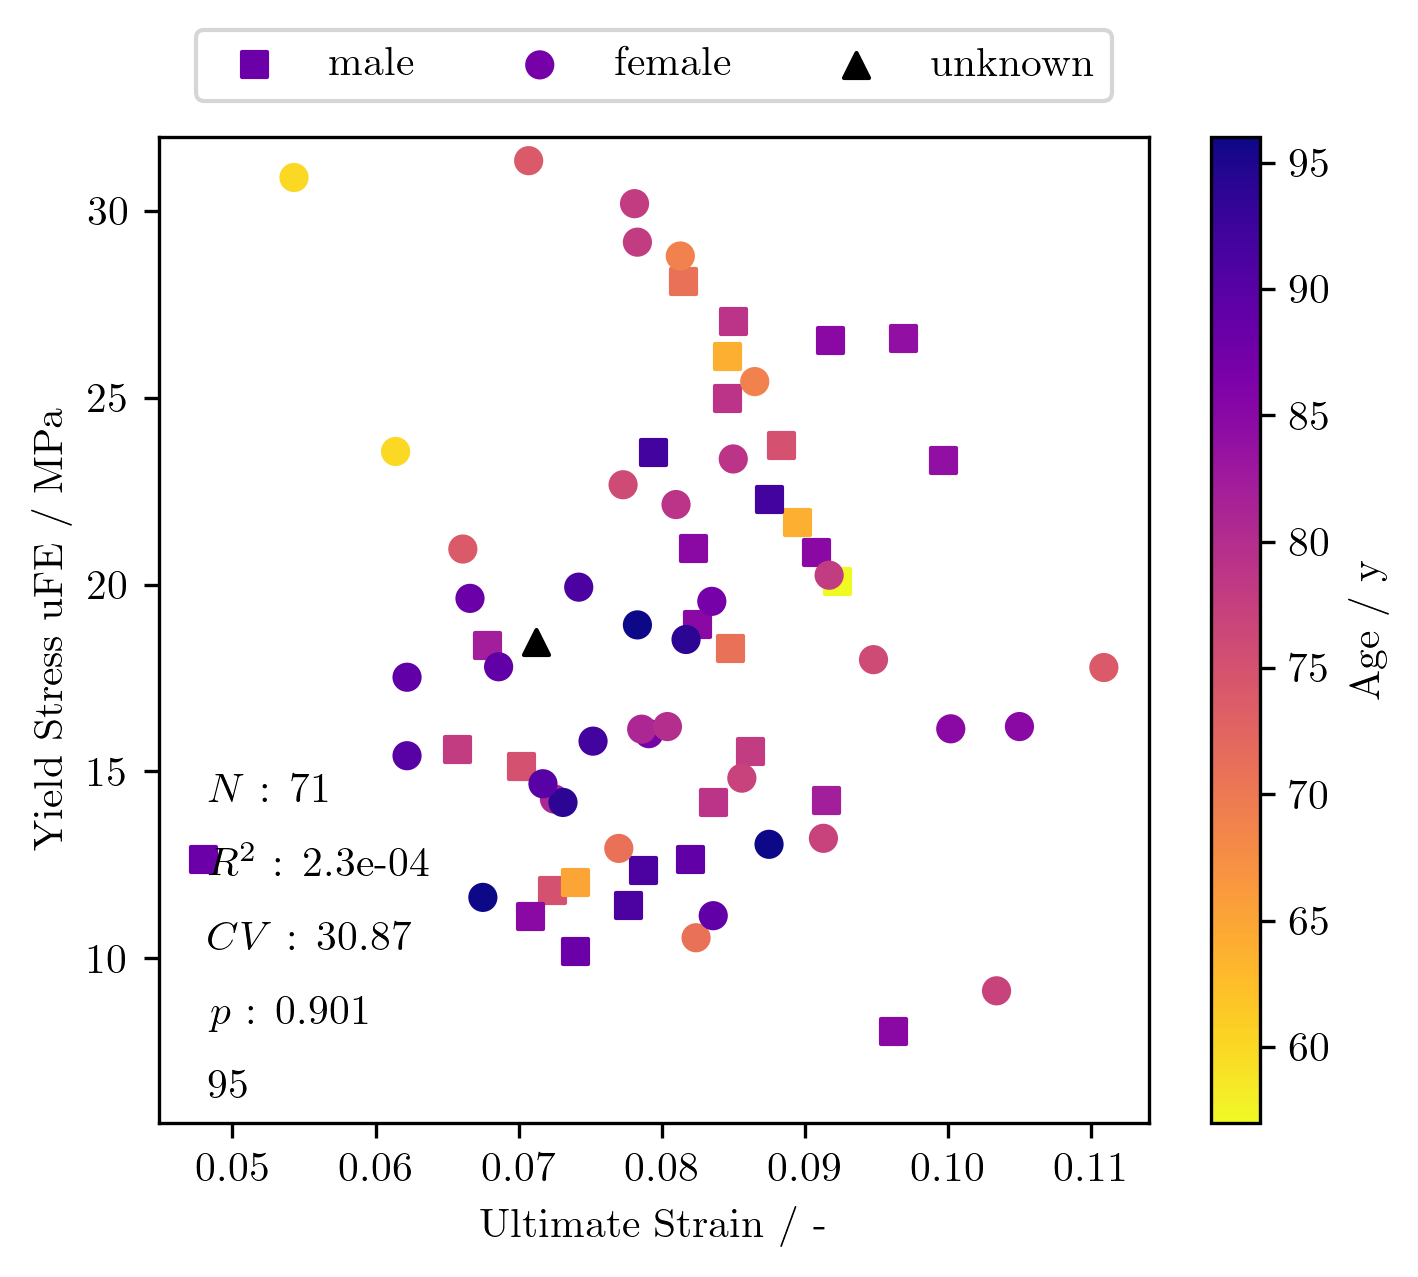 male female unknown
30
25
20
15
10
Yield Stress uFE / MPa
N : 71
R² : 2.3e-04
CV : 30.87
p : 0.901
95
0.05 0.06 0.07 0.08 0.09 0.10 0.11
Ultimate Strain / -
95
90
85
80
75
70
65
60
Age / y